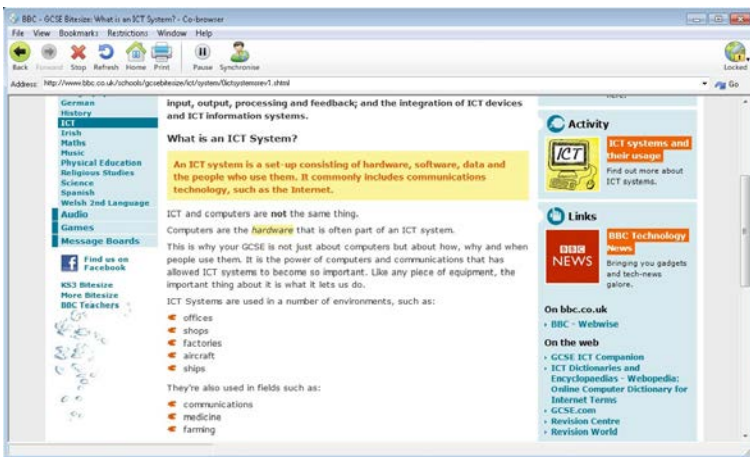 BBC - GCSE Bitesize: What is an ICT System? - Co-browser
File View Bookmarks Restrictions Window Help
Back Forward Stop Refresh Home Print Pause Synchronise Locked
Address: http://www.bbc.co.uk/schools/gcsebitesize/ict/system/0ictsystemsrev1.shtml Go
German
History
ICT
Irish
Maths
Music
Physical Education
Religious Studies
Science
Spanish
Welsh 2nd Language
Audio
Games
Message Boards
Find us on
Facebook
KS3 Bitesize
More Bitesize
BBC Teachers
input, output, processing and feedback; and the integration of ICT devices
and ICT information systems.
What is an ICT System?
An ICT system is a set-up consisting of hardware, software, data and
the people who use them. It commonly includes communications
technology, such as the Internet.
ICT and computers are not the same thing.
Computers are the hardware that is often part of an ICT system.
This is why your GCSE is not just about computers but about how, why and when
people use them. It is the power of computers and communications that has
allowed ICT systems to become so important. Like any piece of equipment, the
important thing about it is what it lets us do.
ICT Systems are used in a number of environments, such as:
offices
shops
factories
aircraft
ships
They're also used in fields such as:
communications
medicine
farming
Activity
ICT
ICT systems and
their usage
Find out more about
ICT systems.
Links
BBC
NEWS
BBC Technology
News
Bringing you gadgets
and tech-news
galore.
On bbc.co.uk
BBC - Webwise
On the web
GCSE ICT Companion
ICT Dictionaries and
Encyclopaedias - Webopedia:
Online Computer Dictionary for
Internet Terms
GCSE.com
Revision Centre
Revision World